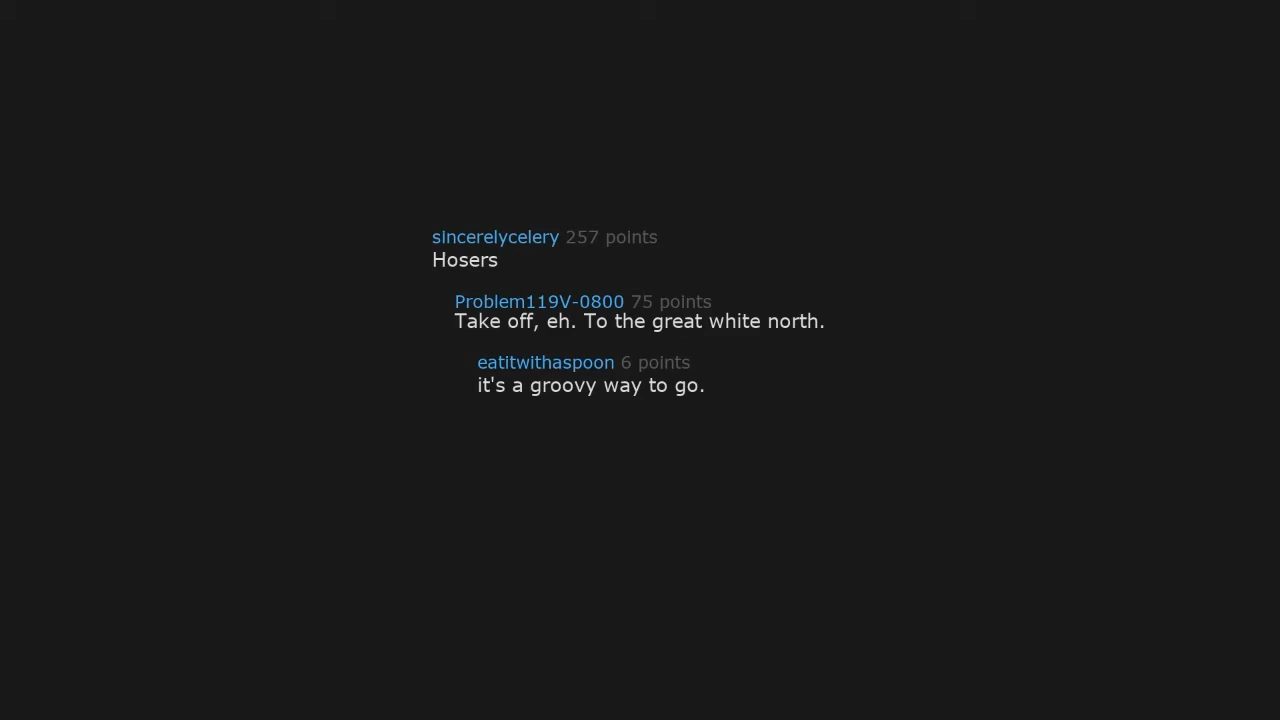 sincerelycelery 257 points
Hosers
Problem119V-0800 75 points
Take off, eh. To the great white north.
eatitwithaspoon 6 points
it's a groovy way to go.